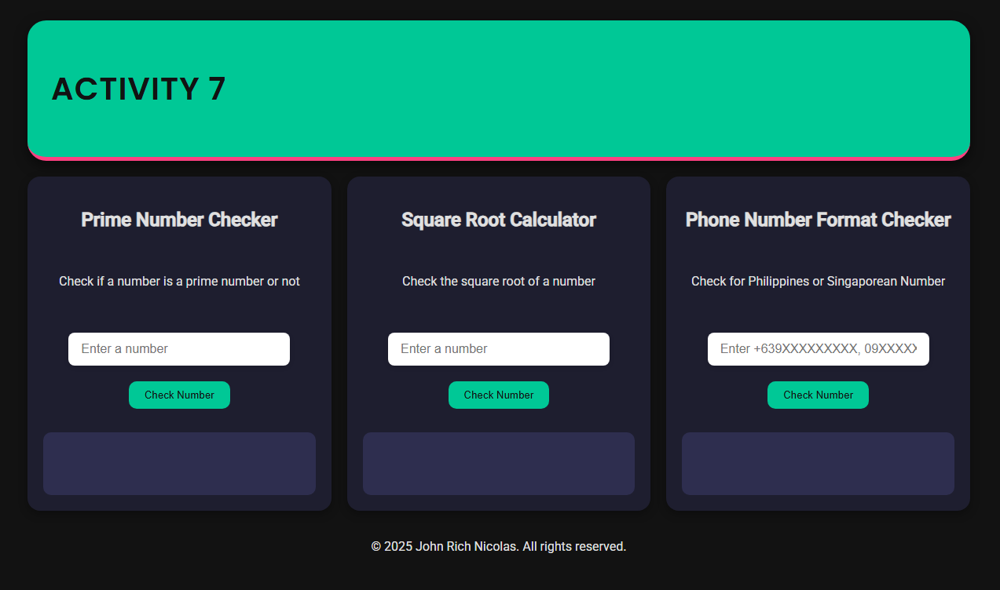 ACTIVITY 7
Prime Number Checker
Check if a number is a prime number or not
Enter a number
Check Number
Square Root Calculator
Check the square root of a number
Enter a number
Check Number
Phone Number Format Checker
Check for Philippines or Singaporean Number
Enter +639XXXXXXXXX, 09XXXXX
Check Number
© 2025 John Rich Nicolas. All rights reserved.